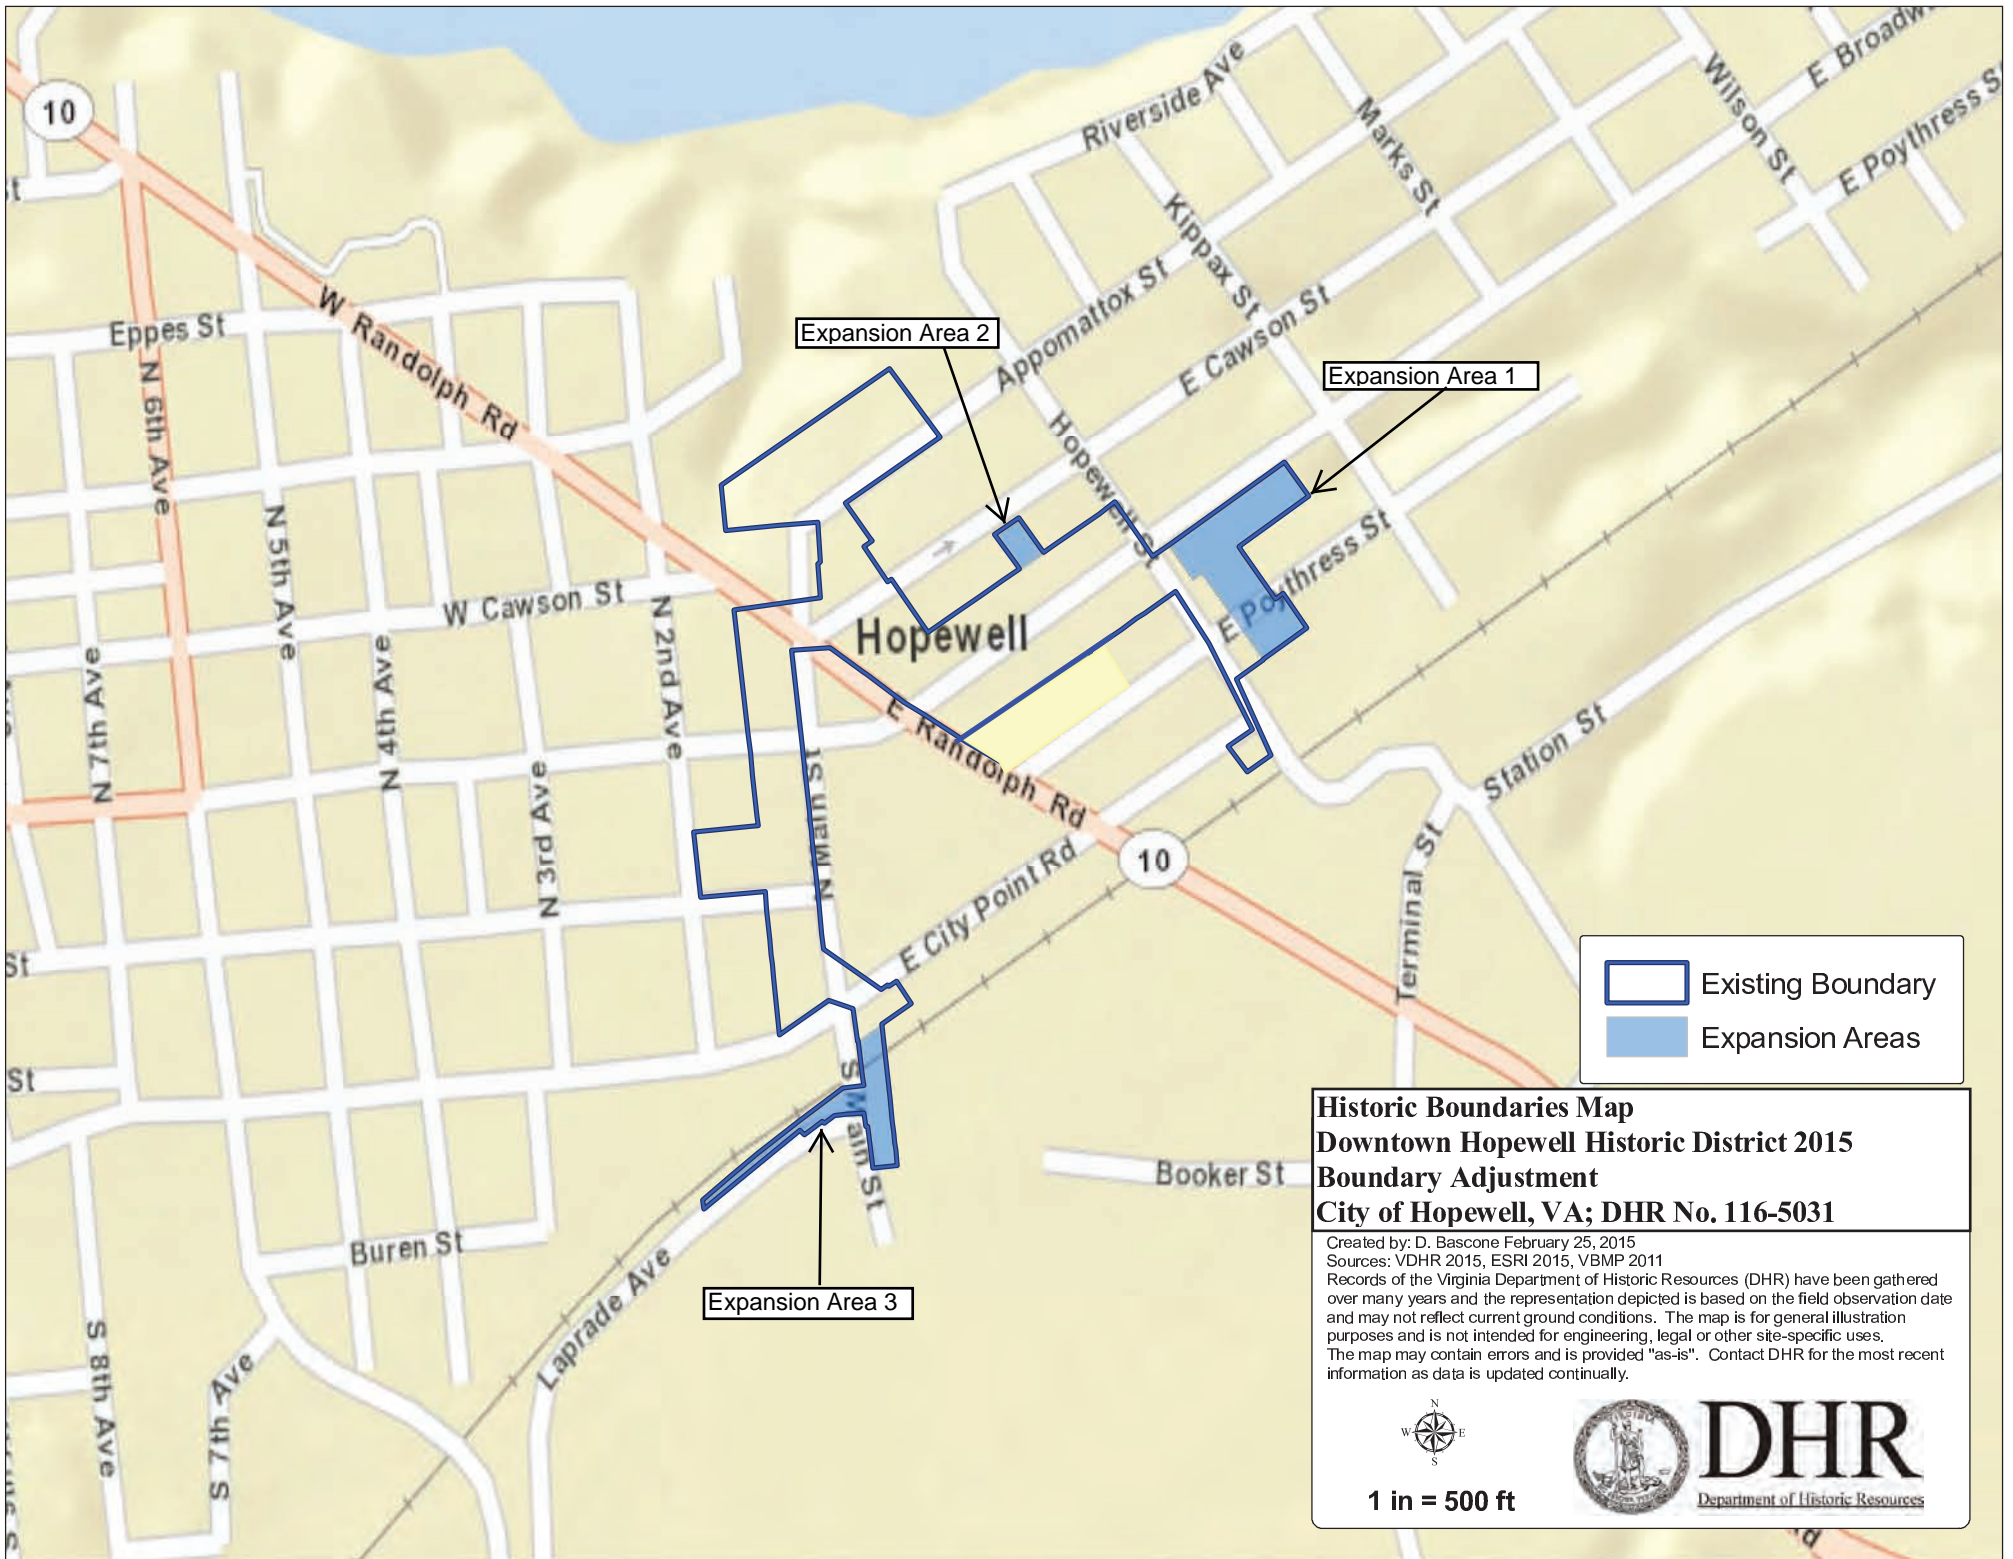 10
Riverside Ave
Marks St
Wilson St
E Broadw
E Poythress S
St
Kippax St
Appomattox St
E Cawson St
W Randolph Rd
Eppes St
N 6th Ave
Expansion Area 2
Expansion Area 1
Hopewell St
N 5th Ave
E Poythress St
W Cawson St
N 2nd Ave
Hopewell
N 7th Ave
N 4th Ave
E Randolph Rd
N Main St
N 3rd Ave
Station St
10
Terminal St
E City Point Rd
St
St
S Main St
Booker St
Buren St
Laprade Ave
Expansion Area 3
S 8th Ave
S 7th Ave
Existing Boundary
Expansion Areas
Historic Boundaries Map
Downtown Hopewell Historic District 2015
Boundary Adjustment
City of Hopewell, VA; DHR No. 116-5031
Created by: D. Bascone February 25, 2015
Sources: VDHR 2015, ESRI 2015, VBMP 2011
Records of the Virginia Department of Historic Resources (DHR) have been gathered
over many years and the representation depicted is based on the field observation date
and may not reflect current ground conditions.  The map is for general illustration
purposes and is not intended for engineering, legal or other site-specific uses.
The map may contain errors and is provided "as-is".  Contact DHR for the most recent
information as data is updated continually.
N
W E
S
1 in = 500 ft
DHR
Department of Historic Resources